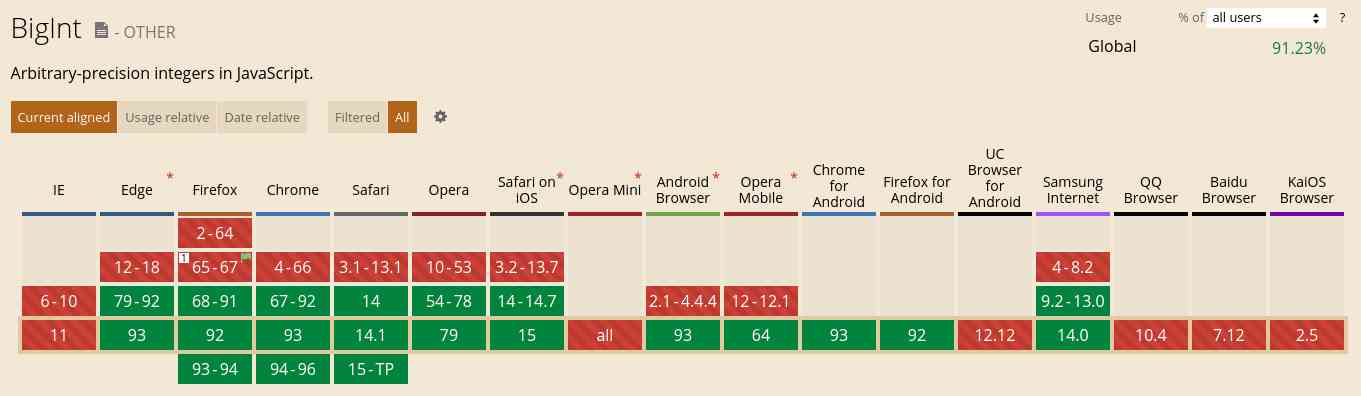 BigInt - OTHER
Usage % of all users ?
Global 91.23%
Arbitrary-precision integers in JavaScript.
Current aligned Usage relative Date relative Filtered All
IE Edge * Firefox Chrome Safari Opera Safari on iOS * Opera Mini * Android Browser * Opera Mobile * Chrome for Android Firefox for Android UC Browser for Android Samsung Internet QQ Browser Baidu Browser KaiOS Browser
2-64
12-18 1 65-67 4-66 3.1-13.1 10-53 3.2-13.7 4-8.2
6-10 79-92 68-91 67-92 14 54-78 14-14.7 2.1-4.4.4 12-12.1 9.2-13.0
11 93 92 93 14.1 79 15 all 93 64 93 92 12.12 14.0 10.4 7.12 2.5
93-94 94-96 15-TP